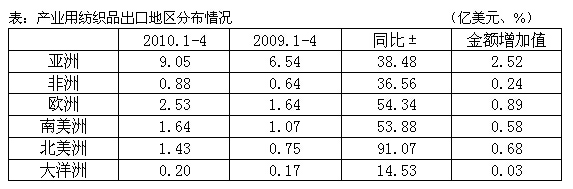 表：产业用纺织品出口地区分布情况 （亿美元、%）
2010.1-4 2009.1-4 同比± 金额增加值
亚洲 9.05 6.54 38.48 2.52
非洲 0.88 0.64 36.56 0.24
欧洲 2.53 1.64 54.34 0.89
南美洲 1.64 1.07 53.88 0.58
北美洲 1.43 0.75 91.07 0.68
大洋洲 0.20 0.17 14.53 0.03